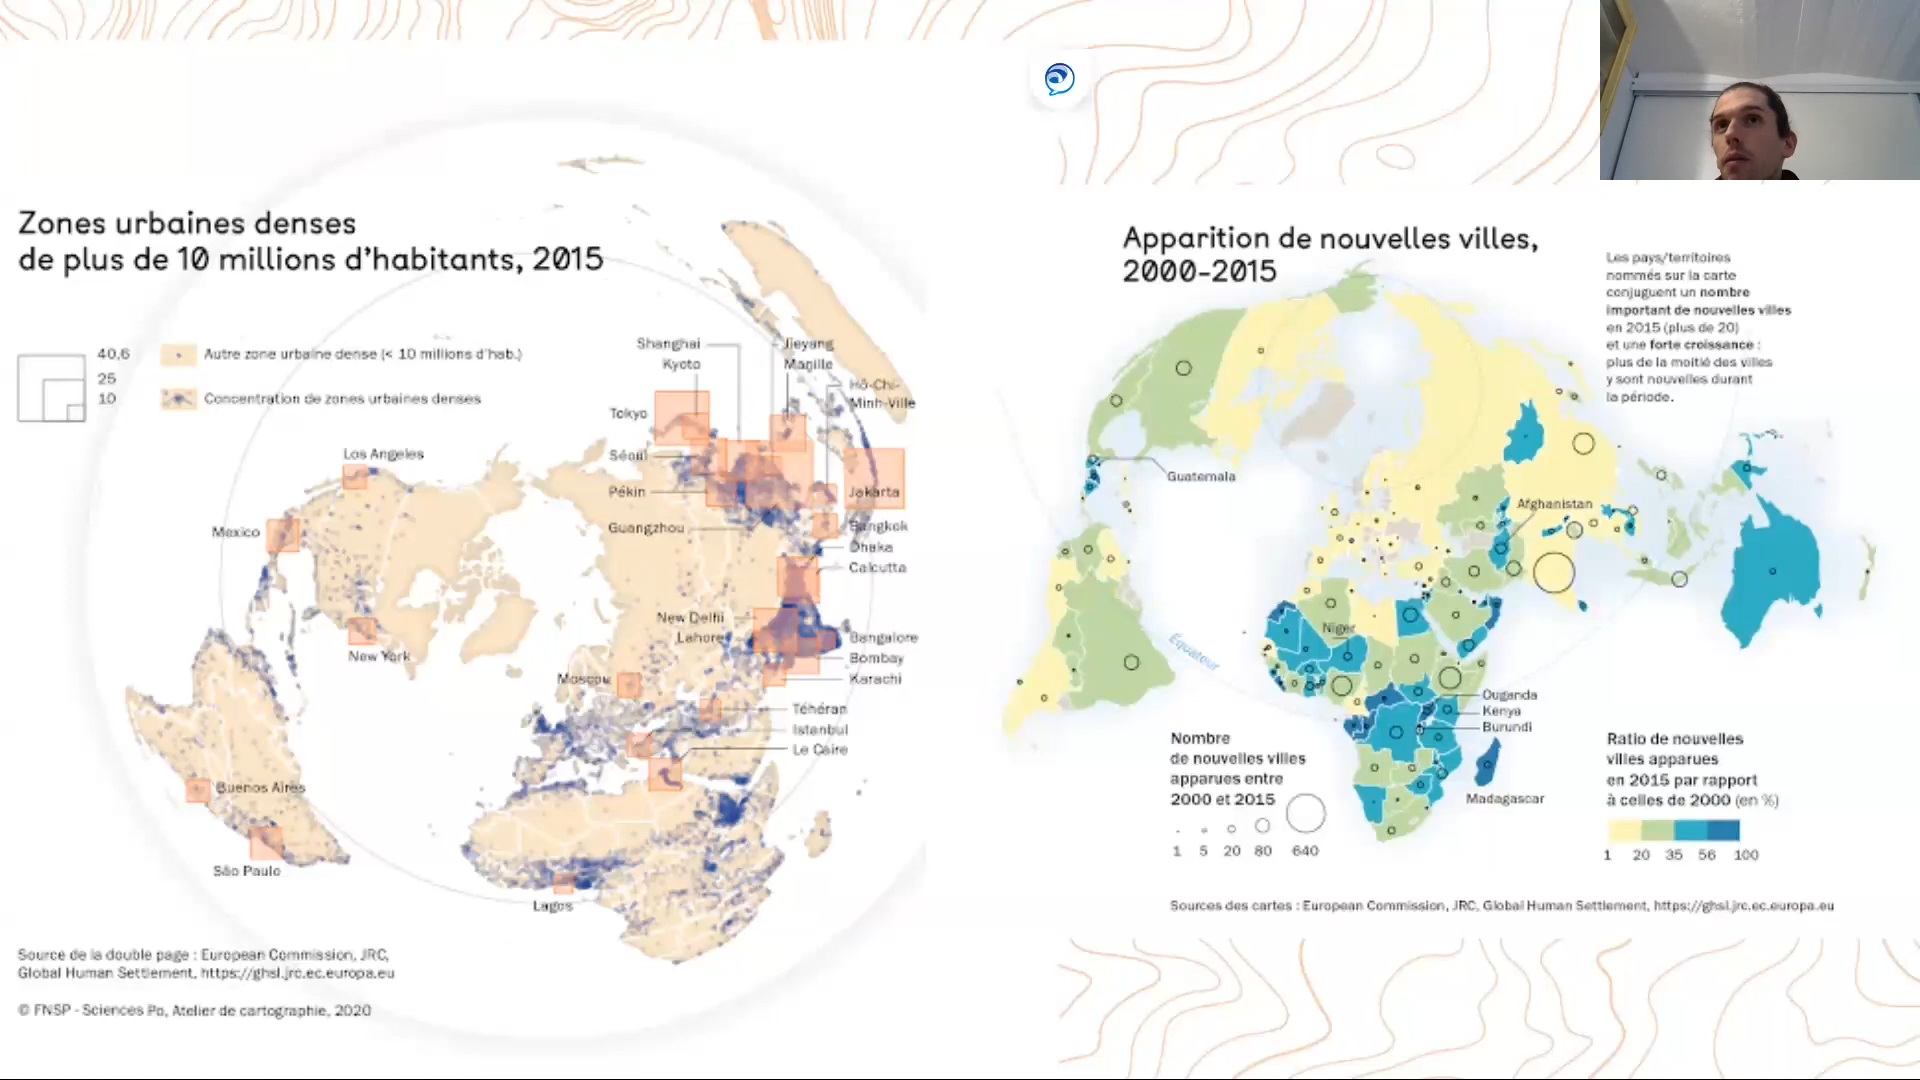 Zones urbaines denses
de plus de 10 millions d'habitants, 2015
40,6
25
10
Autre zone urbaine dense (< 10 millions d'hab.)
Concentration de zones urbaines denses
Shanghai
Kyoto
Tokyo
Séoul
Pékin
Guangzhou
Jieyang
Manille
Hô-Chi-
Minh-Ville
Jakarta
Bangkok
Dhaka
Calcutta
New Delhi
Lahore
Bangalore
Bombay
Karachi
Moscou
Téhéran
Istanbul
Le Caire
Los Angeles
Mexico
New York
Buenos Aires
São Paulo
Lagos
Source de la double page : European Commission, JRC,
Global Human Settlement, https://ghsl.jrc.ec.europa.eu
© FNSP - Sciences Po, Atelier de cartographie, 2020
Apparition de nouvelles villes,
2000-2015
Les pays/territoires
nommés sur la carte
conjuguent un nombre
important de nouvelles villes
en 2015 (plus de 20)
et une forte croissance :
plus de la moitié des villes
y sont nouvelles durant
la période.
Guatemala
Afghanistan
Niger
Équateur
Ouganda
Kenya
Burundi
Madagascar
Nombre
de nouvelles villes
apparues entre
2000 et 2015
1 5 20 80 640
Ratio de nouvelles
villes apparues
en 2015 par rapport
à celles de 2000 (en %)
1 20 35 56 100
Sources des cartes : European Commission, JRC, Global Human Settlement, https://ghsl.jrc.ec.europa.eu